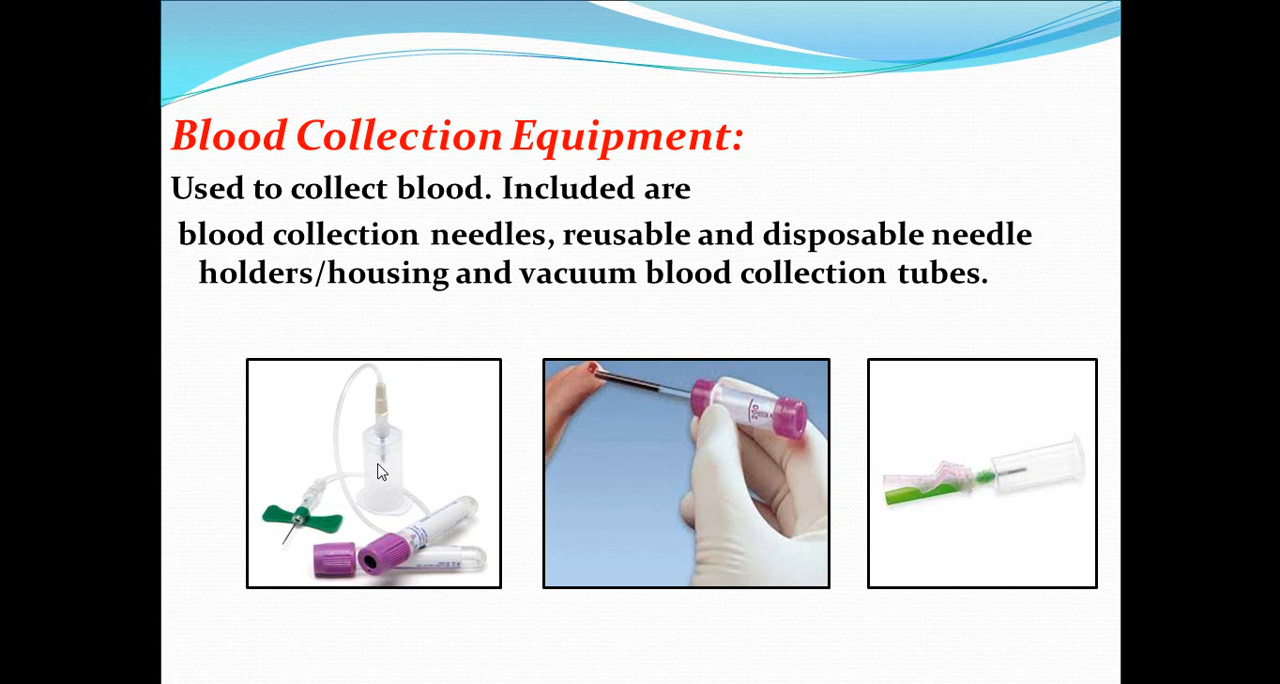 Blood Collection Equipment:
Used to collect blood. Included are
blood collection needles, reusable and disposable needle
holders/housing and vacuum blood collection tubes.
200